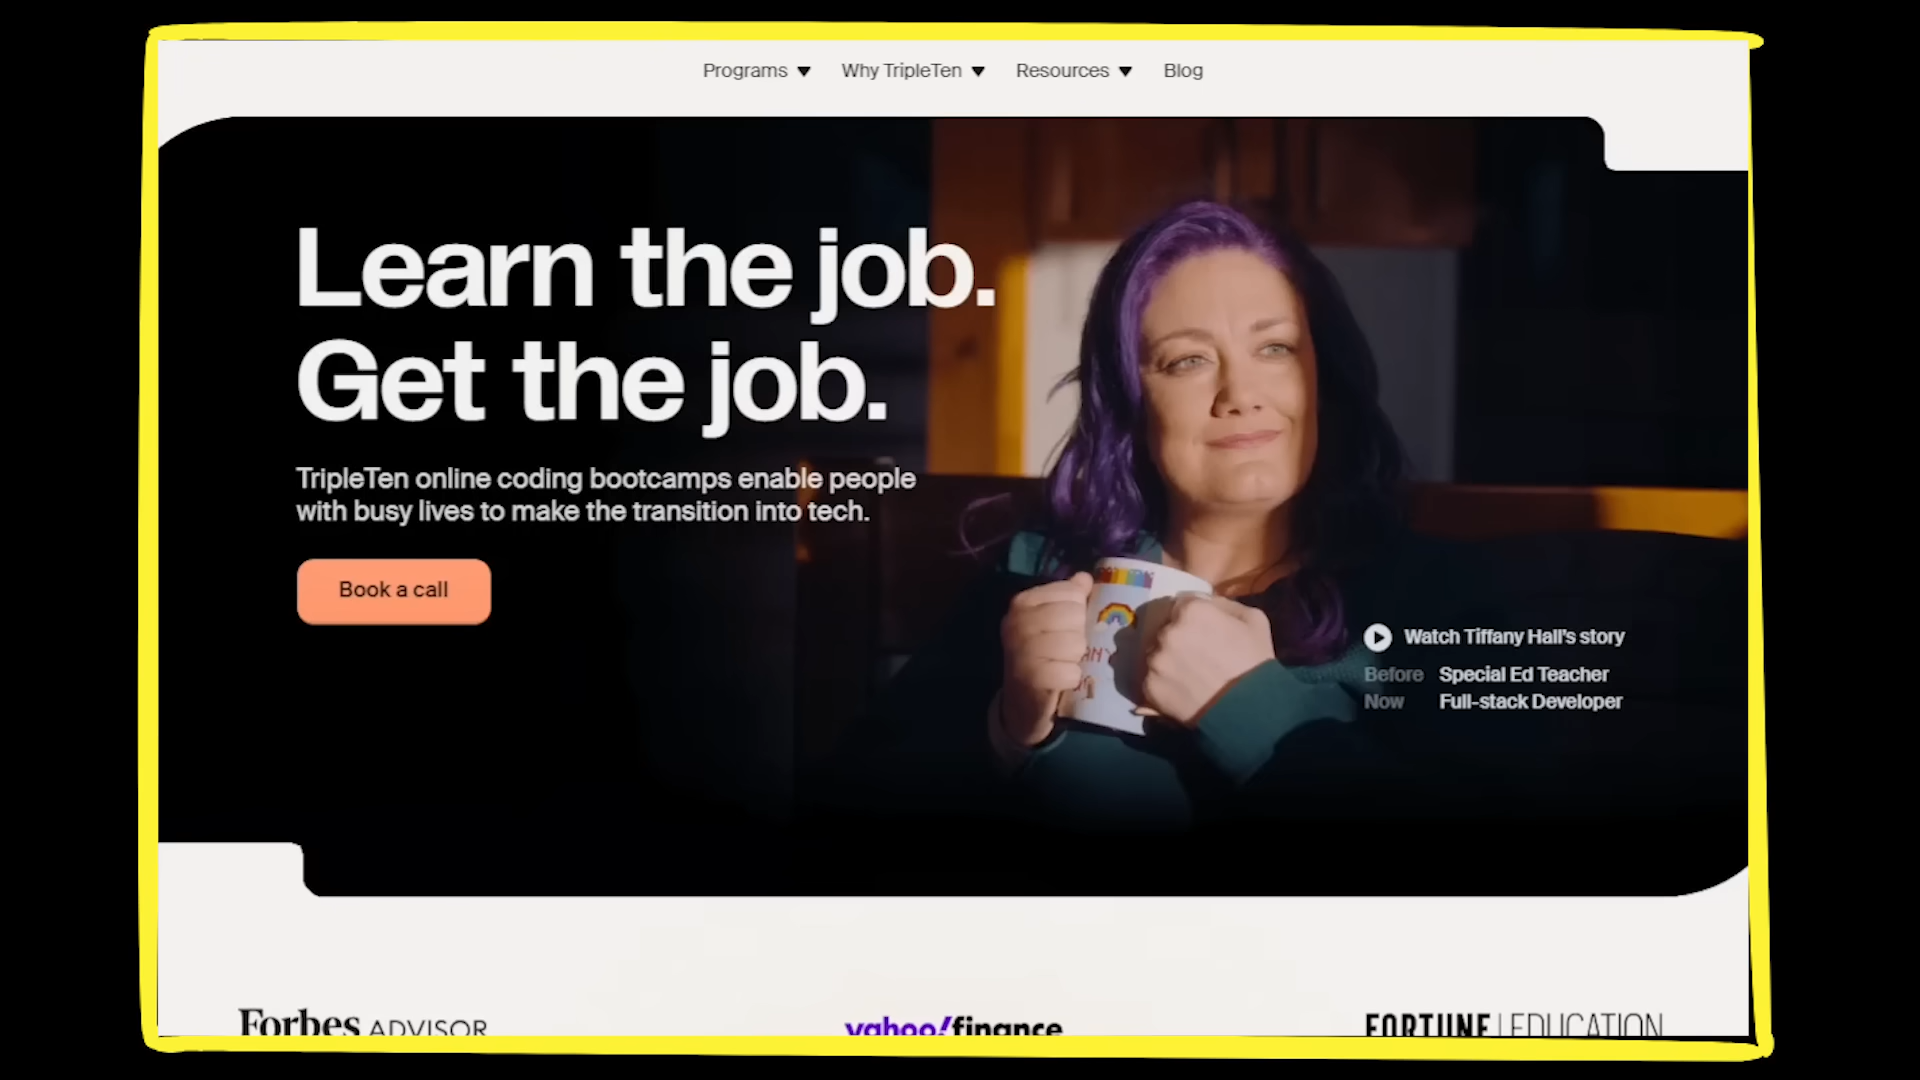 Programs Why TripleTen Resources Blog
Learn the job.
Get the job.
TripleTen online coding bootcamps enable people
with busy lives to make the transition into tech.
Book a call
Watch Tiffany Hall's story
Before Special Ed Teacher
Now Full-stack Developer
Forbes ADVISOR
yahoo!finance
FORTUNE | EDUCATION